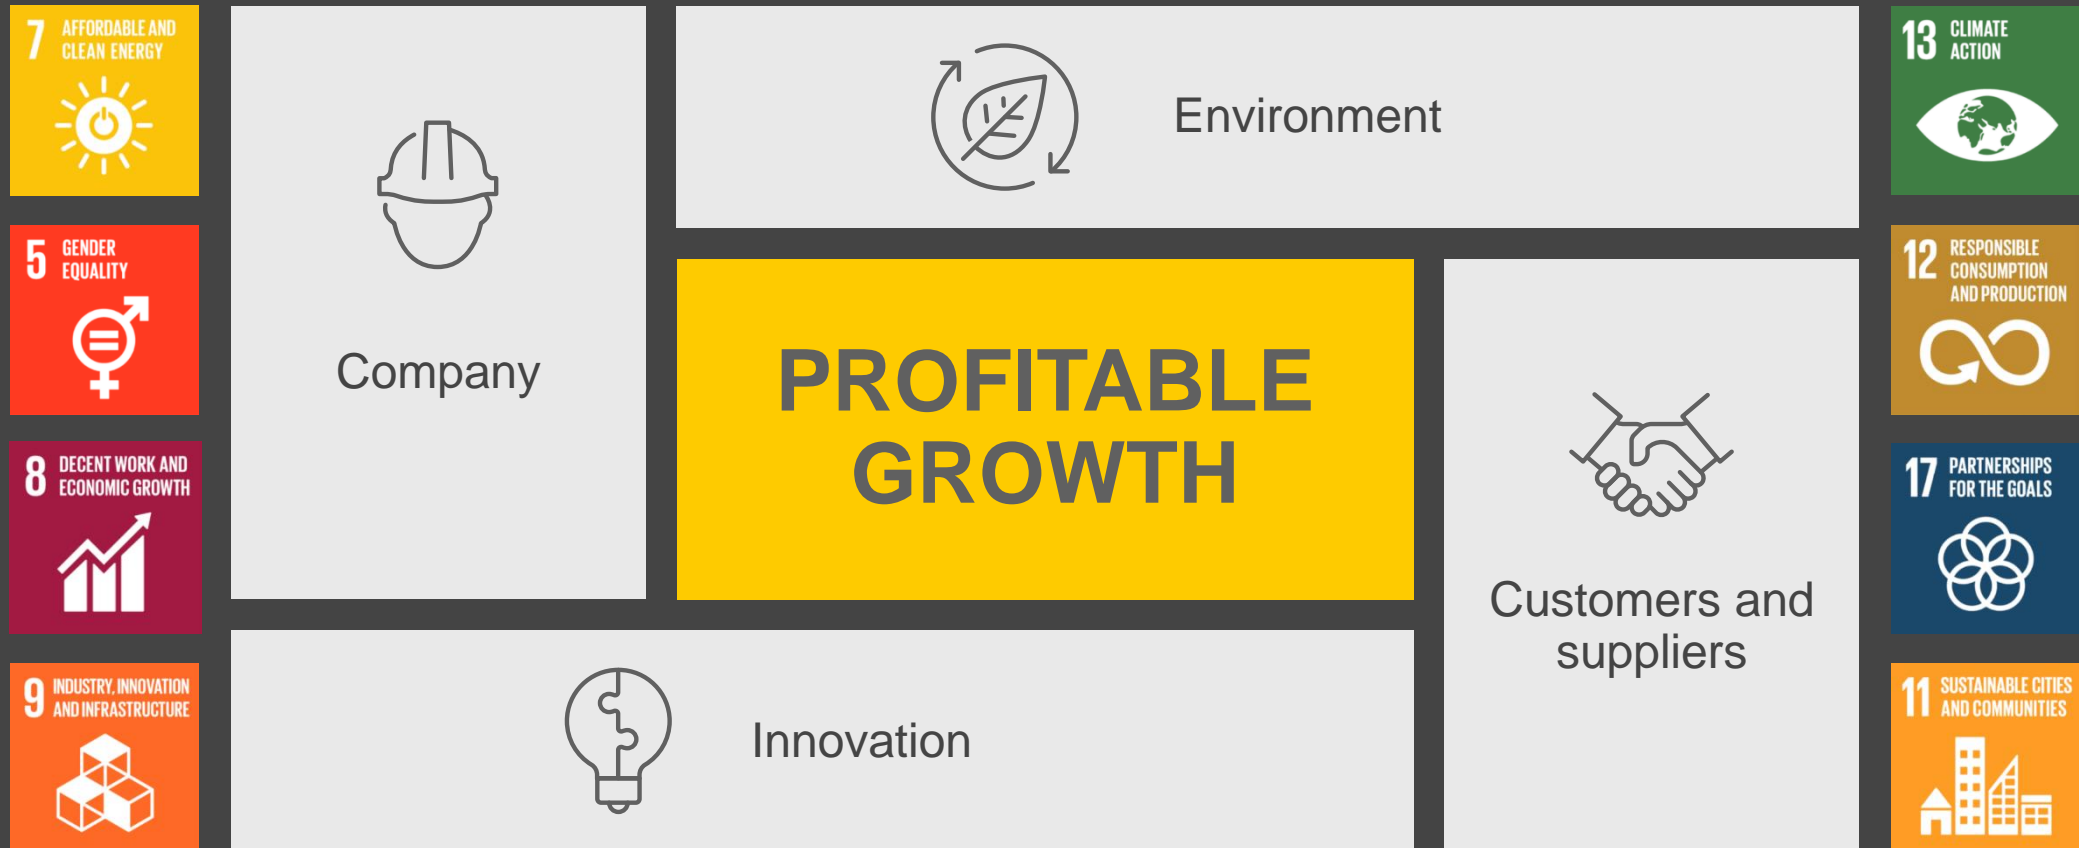 7 AFFORDABLE AND
CLEAN ENERGY
5 GENDER
EQUALITY
8 DECENT WORK AND
ECONOMIC GROWTH
9 INDUSTRY, INNOVATION
AND INFRASTRUCTURE
Company
Environment
PROFITABLE
GROWTH
Innovation
Customers and
suppliers
13 CLIMATE
ACTION
12 RESPONSIBLE
CONSUMPTION
AND PRODUCTION
17 PARTNERSHIPS
FOR THE GOALS
11 SUSTAINABLE CITIES
AND COMMUNITIES